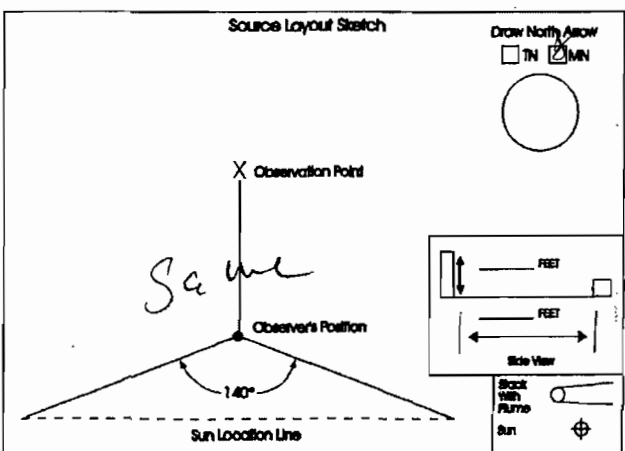 Source Layout Sketch
Draw North Arrow
TN MN
X Observation Point
Same
FEET
Observer's Position
FEET
Side View
140°
Stack
With
Plume
Sun
Sun Location Line